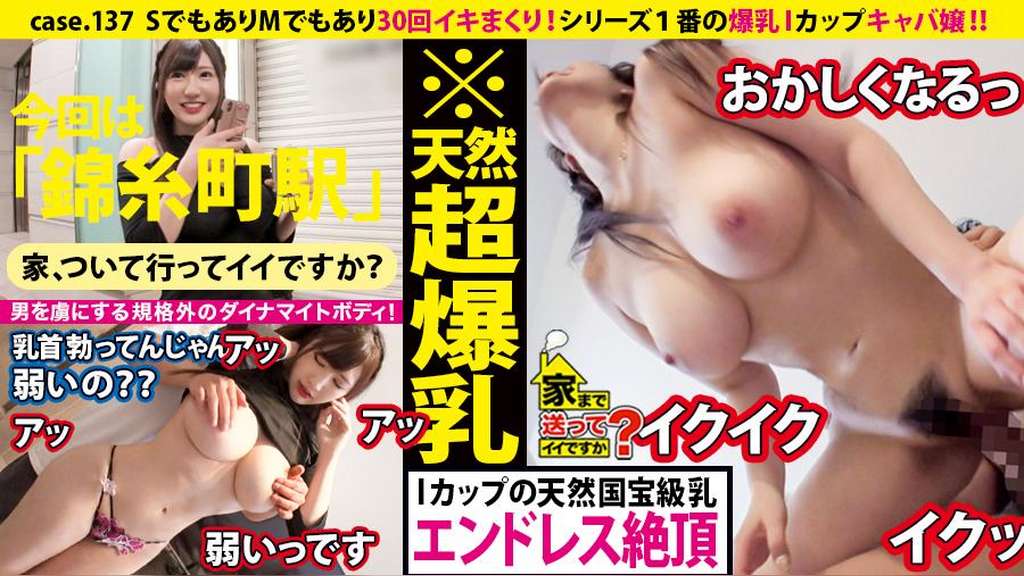 case.137 SでもありMでもあり30回イキまくり!シリーズ1番の爆乳Iカップキャバ嬢!!
今回は
「錦糸町駅」
家、ついて行ってイイですか?
男を虜にする規格外のダイナマイトボディ!
乳首勃ってんじゃん
弱いの??
アッ
アッ
アッ
弱いっです
※天然超爆乳
おかしくなるっ
家まで
送って
イイですか?
イクイク
イクッ
Iカップの天然国宝級乳
エンドレス絶頂